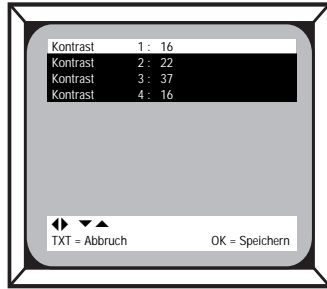 Kontrast 1 : 16
Kontrast 2 : 22
Kontrast 3 : 37
Kontrast 4 : 16
TXT = Abbruch OK = Speichern